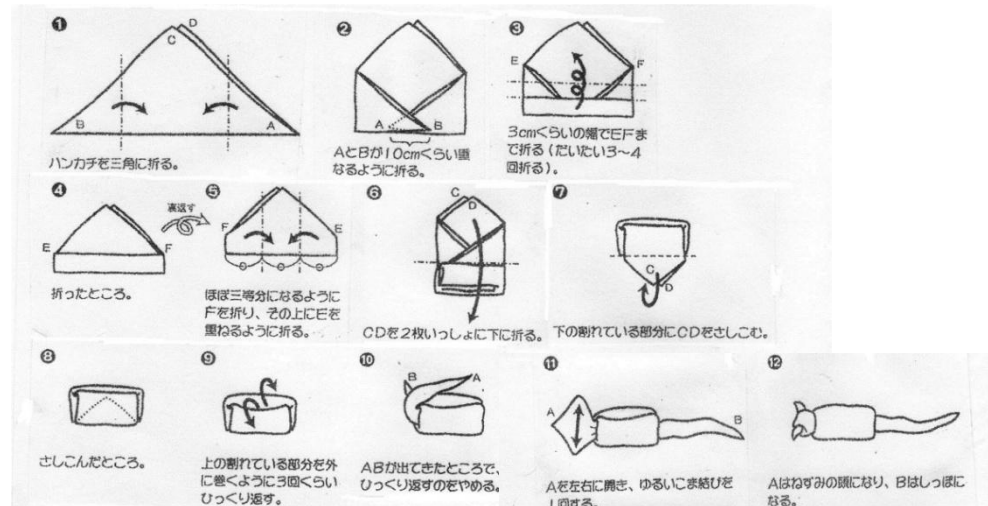 ❶
D
C
B
A
ハンカチを三角に折る。
❷
A
B
AとBが10cmくらい重
なるように折る。
❸
E
F
3cmくらいの幅でEFま
で折る(だいたい3〜4
回折る)。
❹
E
F
折ったところ。
裏返す
❺
F
E
ほぼ三等分になるように
Fを折り、その上にEを
重ねるように折る。
❻
C
D
CDを2枚いっしょに下に折る。
❼
C
D
下の割れている部分にCDをさしこむ。
❽
さしこんだところ。
❾
上の割れている部分を外
に巻くように3回くらい
ひっくり返す。
❿
B
A
ABが出てきたところで、
ひっくり返すのをやめる。
⓫
A
B
Aを左右に開き、ゆるいこま結びを
1回する。
⓬
Aはねずみの頭になり、Bはしっぽに
なる。